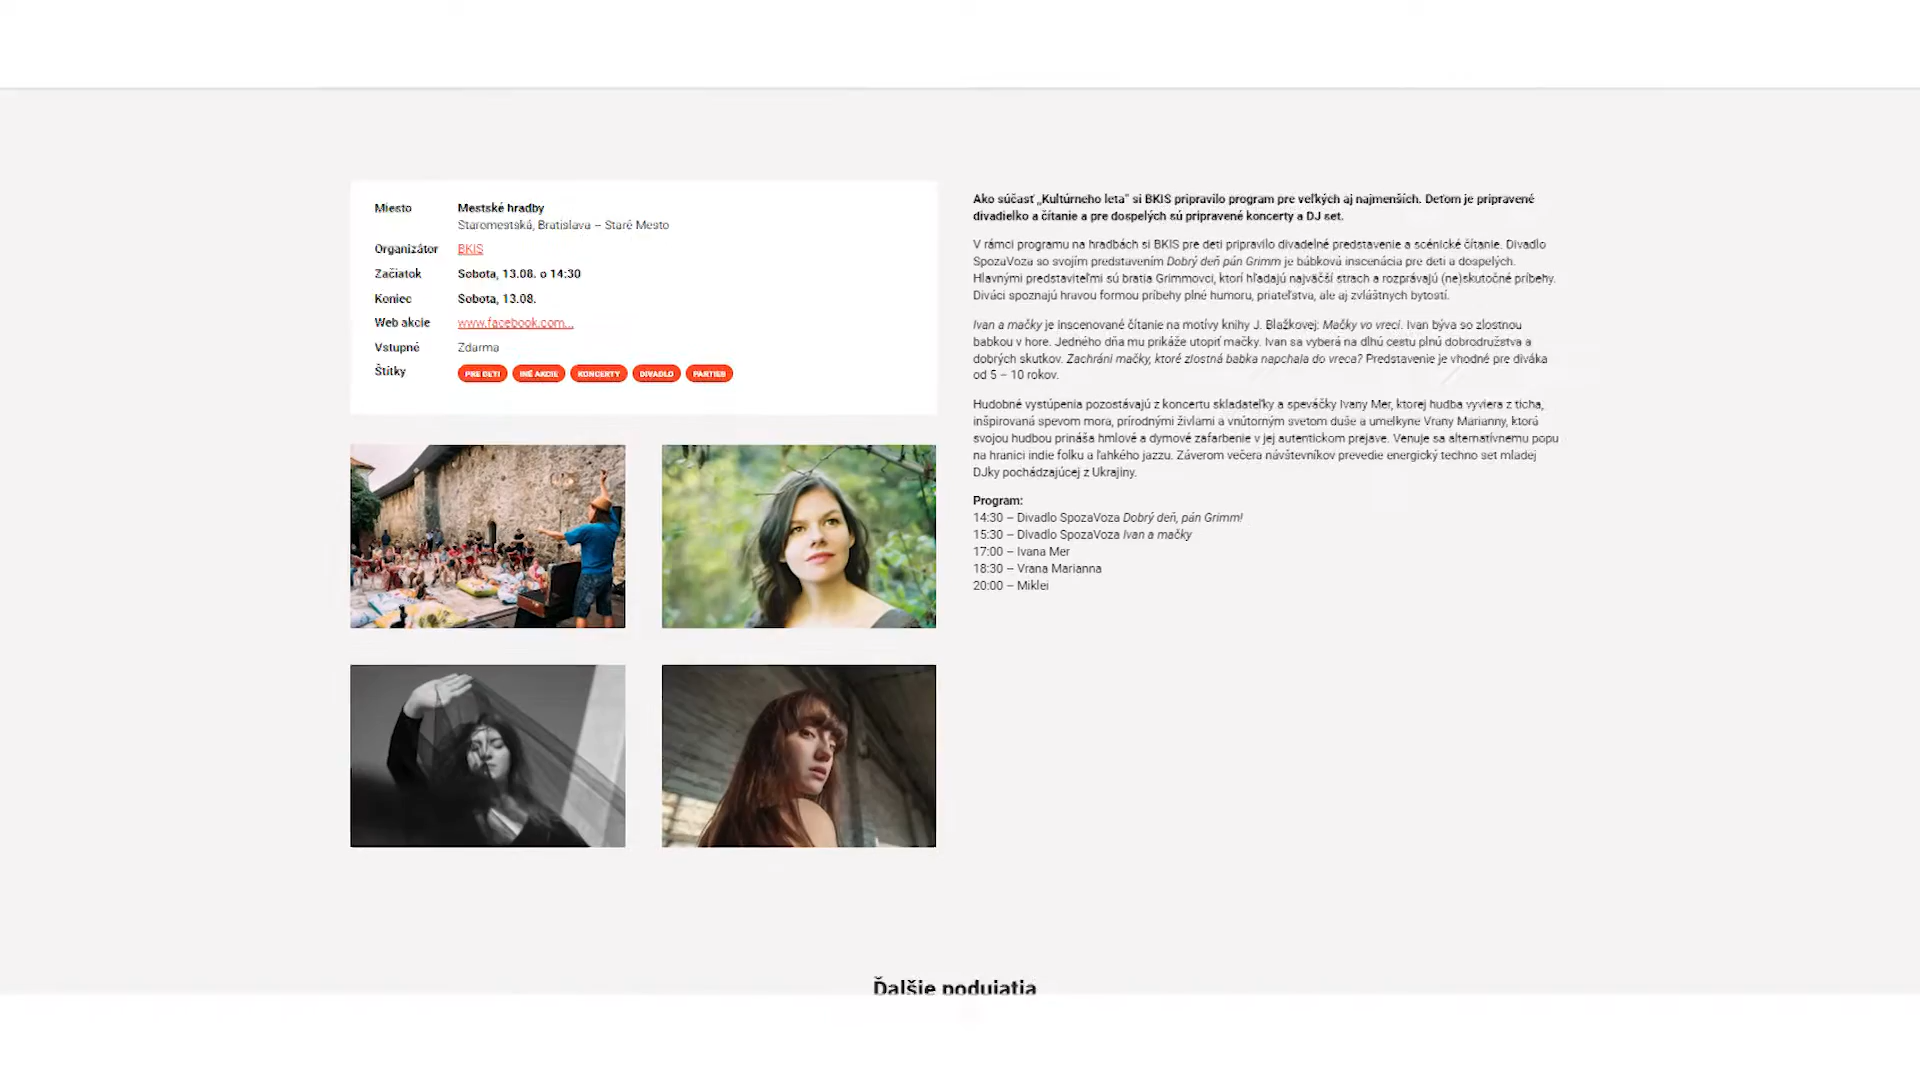 Miesto
Mestské hradby
Staromestská, Bratislava – Staré Mesto
Organizátor
BKIS
Začiatok
Sobota, 13.08. o 14:30
Koniec
Sobota, 13.08.
Web akcie
www.facebook.com...
Vstupné
Zdarma
Štítky
PRE DETI
INÉ AKCIE
KONCERTY
DIVADLO
PARTIES
Ako súčasť „Kultúrneho leta" si BKIS pripravilo program pre veľkých aj najmenších. Deťom je pripravené
divadielko a čítanie a pre dospelých sú pripravené koncerty a DJ set.
V rámci programu na hradbách si BKIS pre deti pripravilo divadelné predstavenie a scénické čítanie. Divadlo
SpozaVoza so svojím predstavením Dobrý deň pán Grimm je bábková inscenácia pre deti a dospelých.
Hlavnými predstaviteľmi sú bratia Grimmovci, ktorí hľadajú najväčší strach a rozprávajú (ne)skutočné príbehy.
Diváci spoznajú hravou formou príbehy plné humoru, priateľstva, ale aj zvláštnych bytostí.
Ivan a mačky je inscenované čítanie na motívy knihy J. Blažkovej: Mačky vo vreci. Ivan býva so zlostnou
babkou v hore. Jedného dňa mu prikáže utopiť mačky. Ivan sa vyberá na dlhú cestu plnú dobrodružstva a
dobrých skutkov. Zachráni mačky, ktoré zlostná babka napchala do vreca? Predstavenie je vhodné pre diváka
od 5 – 10 rokov.
Hudobné vystúpenia pozostávajú z koncertu skladateľky a speváčky Ivany Mer, ktorej hudba vyviera z ticha,
inšpirovaná spevom mora, prírodnými živlami a vnútorným svetom duše a umelkyne Vrany Marianny, ktorá
svojou hudbou prináša hmlové a dymové zafarbenie v jej autentickom prejave. Venuje sa alternatívnemu popu
na hranici indie folku a ľahkého jazzu. Záverom večera návštevníkov prevedie energický techno set mladej
DJky pochádzajúcej z Ukrajiny.
Program:
14:30 – Divadlo SpozaVoza Dobrý deň, pán Grimm!
15:30 – Divadlo SpozaVoza Ivan a mačky
17:00 – Ivana Mer
18:30 – Vrana Marianna
20:00 – Miklei
Ďalšie podujatia